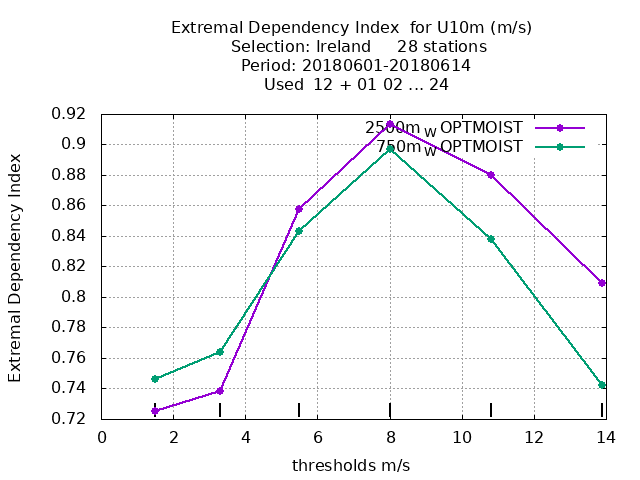 Extremal Dependency Index for U10m (m/s)
Selection: Ireland 28 stations
Period: 20180601-20180614
Used 12 + 01 02 ... 24
Extremal Dependency Index
0.92
0.9
0.88
0.86
0.84
0.82
0.8
0.78
0.76
0.74
0.72
2500m W OPTMOIST
750m W OPTMOIST
0 2 4 6 8 10 12 14
thresholds m/s